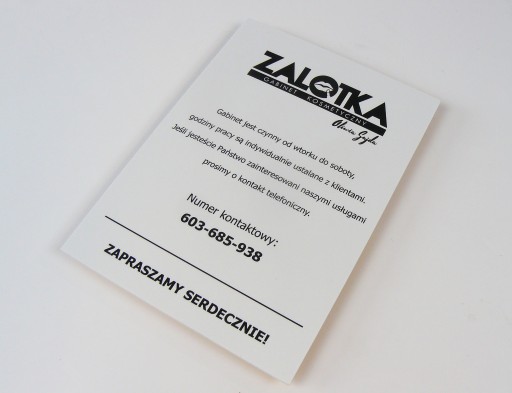 ZALOTKA
GABINET KOSMETYCZNY
Gabinet jest czynny od wtorku do soboty,
godziny pracy są indywidualnie ustalane z klientami.
Jeśli jesteście Państwo zainteresowani naszymi usługami
prosimy o kontakt telefoniczny.
Numer kontaktowy:
603-685-938
ZAPRASZAMY SERDECZNIE!